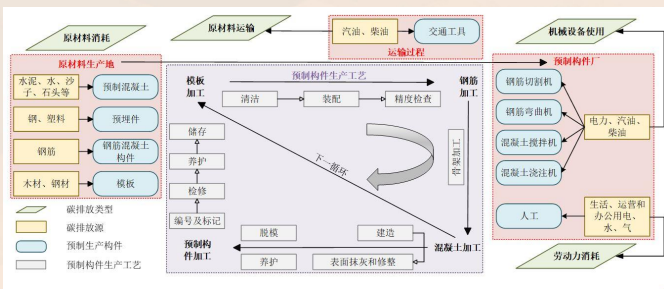 原材料消耗
原材料运输
汽油、柴油
交通工具
运输过程
机械设备使用
原材料生产地
水泥、水、沙
子、石头等
预制混凝土
钢、塑料
预埋件
钢筋
钢筋混凝土
构件
木材、钢材
模板
碳排放类型
碳排放源
预制生产构件
预制构件生产工艺
模板
加工
预制构件生产工艺
钢筋
加工
清洁
装配
精度检查
储存
养护
检修
编号及标记
下一循环
骨架加工
预制构
件加工
脱模
建造
混凝土加工
养护
表面抹灰和修整
预制构件厂
钢筋切割机
钢筋弯曲机
混凝土搅拌机
混凝土浇注机
电力、汽油、
柴油
人工
生活、运营和
办公用电、
水、气
劳动力消耗